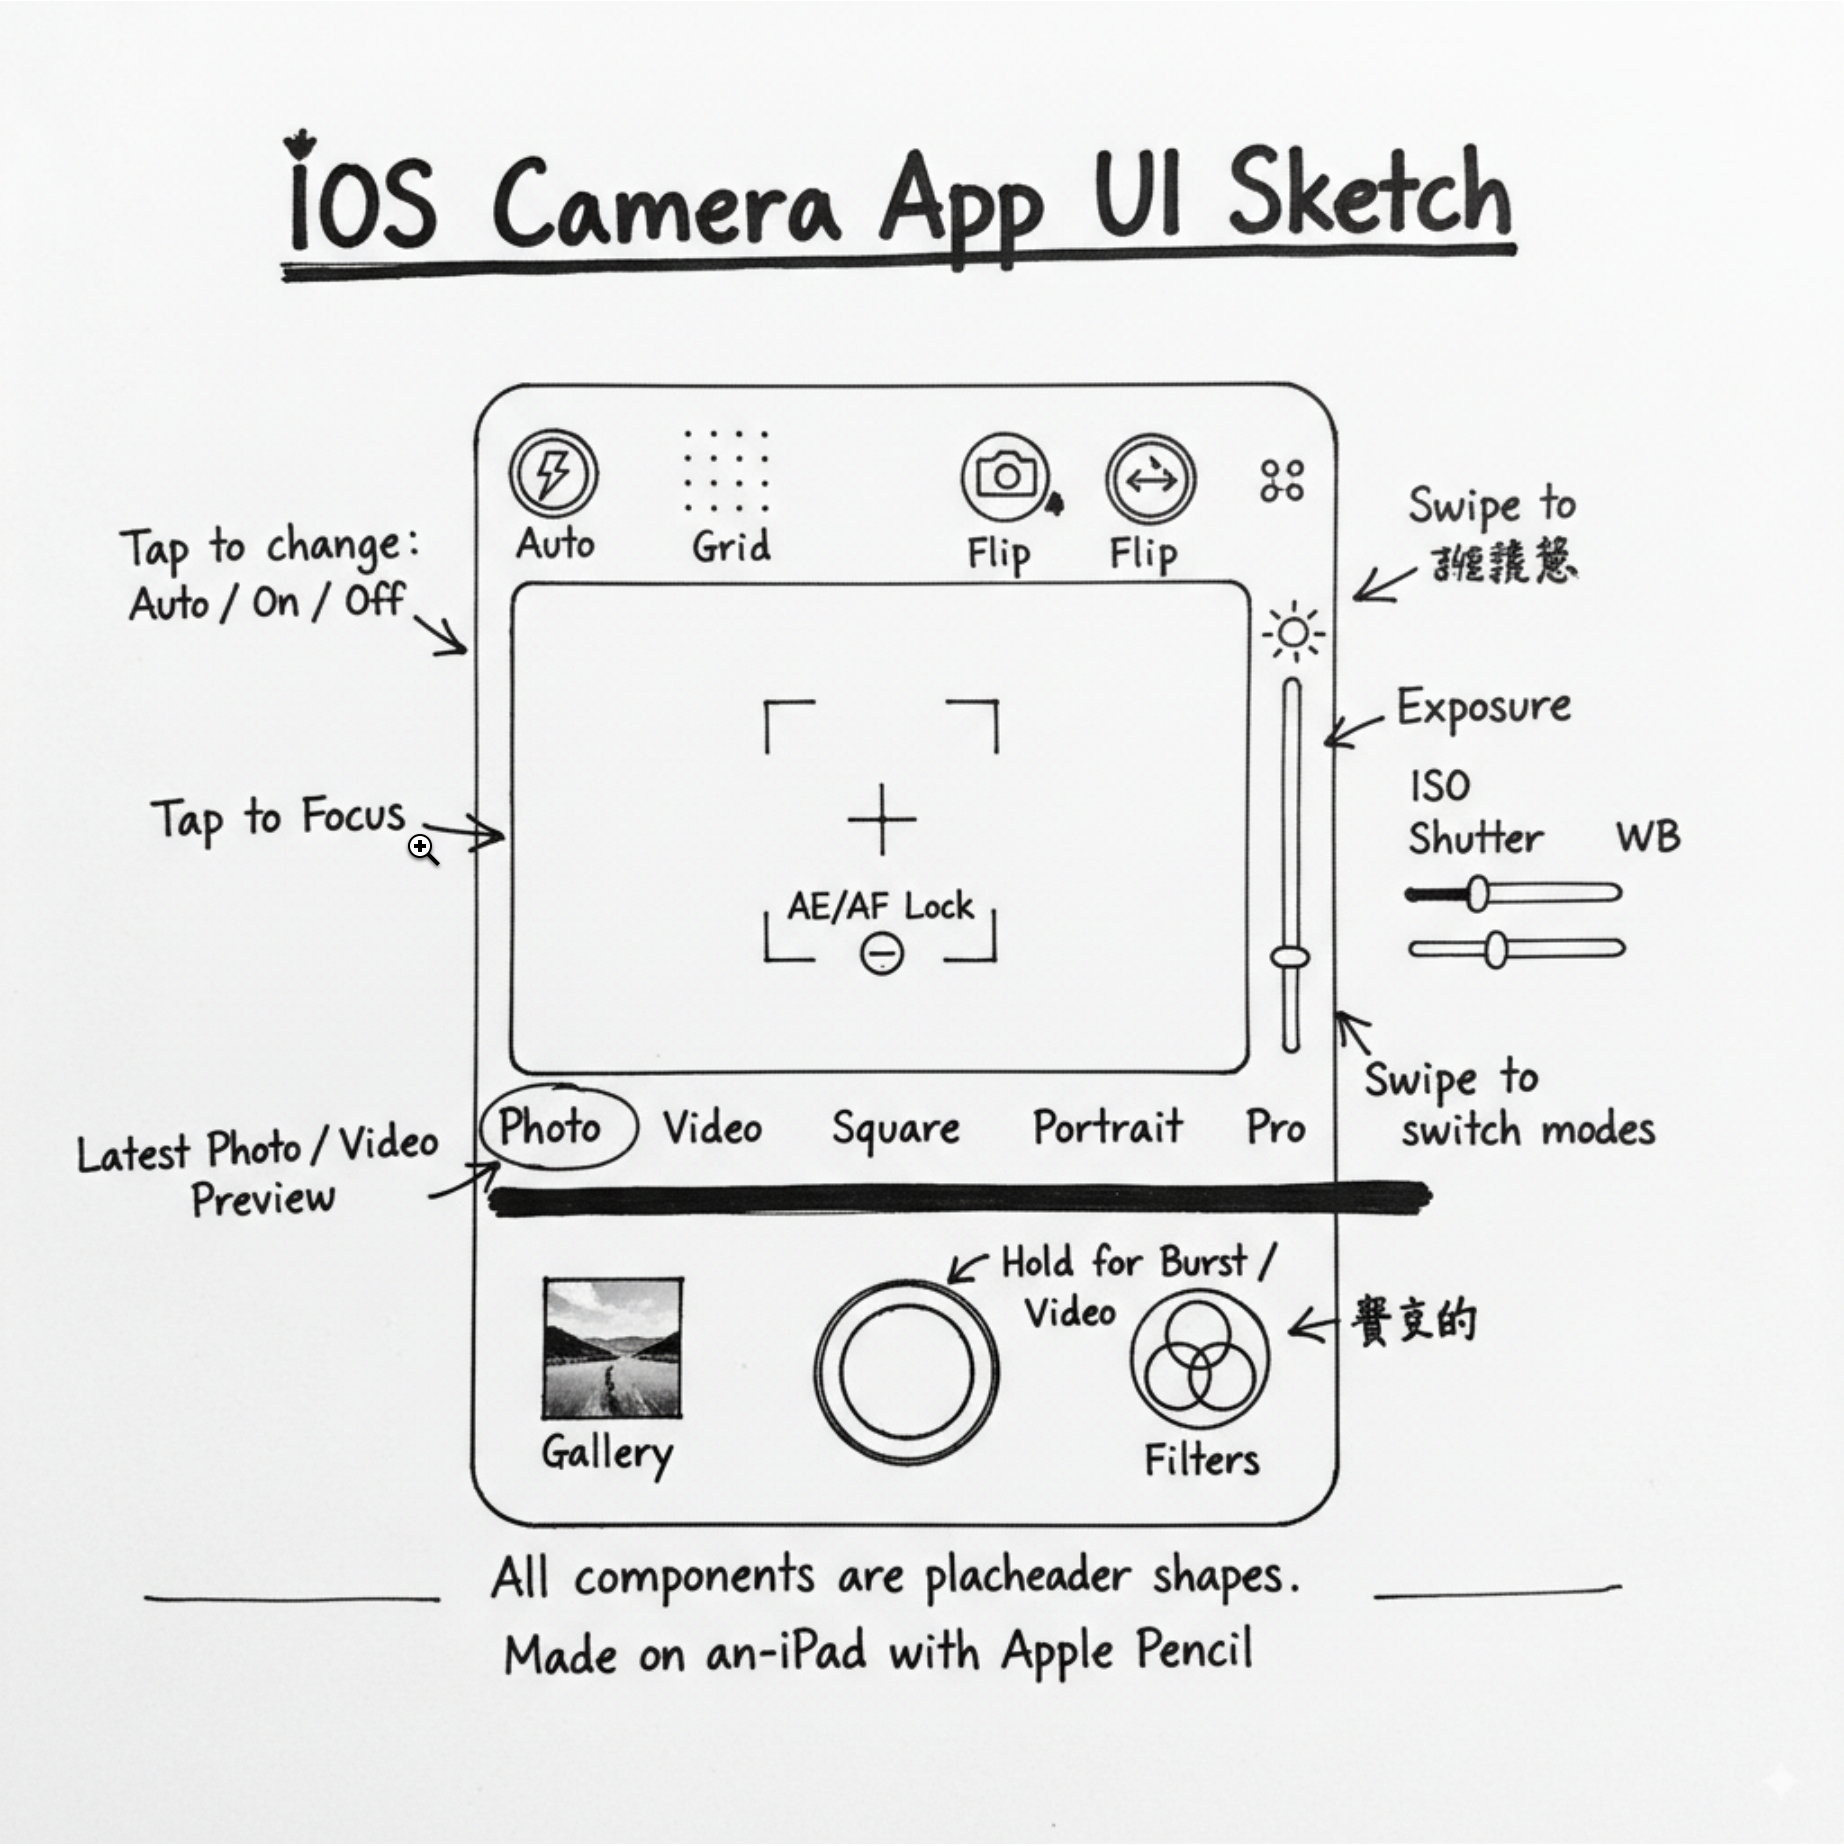 iOS Camera App UI Sketch
Auto
Grid
Flip
Flip
Tap to change:
Auto / On / Off
Swipe to
Exposure
ISO
Shutter WB
Tap to Focus
AE/AF Lock
Swipe to
switch modes
Photo Video Square Portrait Pro
Latest Photo / Video
Preview
Hold for Burst /
Video
Gallery
Filters
All components are placheader shapes.
Made on an-iPad with Apple Pencil